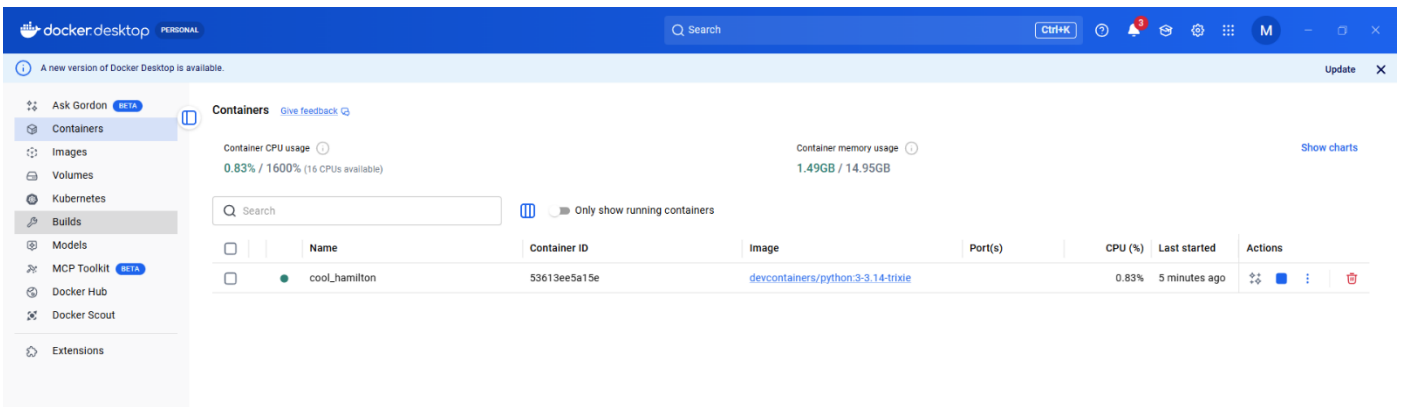 docker.desktop PERSONAL Search Ctrl+K 3 M
A new version of Docker Desktop is available. Update
Ask Gordon BETA
Containers
Images
Volumes
Kubernetes
Builds
Models
MCP Toolkit BETA
Docker Hub
Docker Scout
Extensions
Containers Give feedback
Container CPU usage
0.83% / 1600% (16 CPUs available)
Container memory usage
1.49GB / 14.95GB
Show charts
Search Only show running containers
Name Container ID Image Port(s) CPU (%) Last started Actions
cool_hamilton 53613ee5a15e devcontainers/python:3-3.14-trixie 0.83% 5 minutes ago